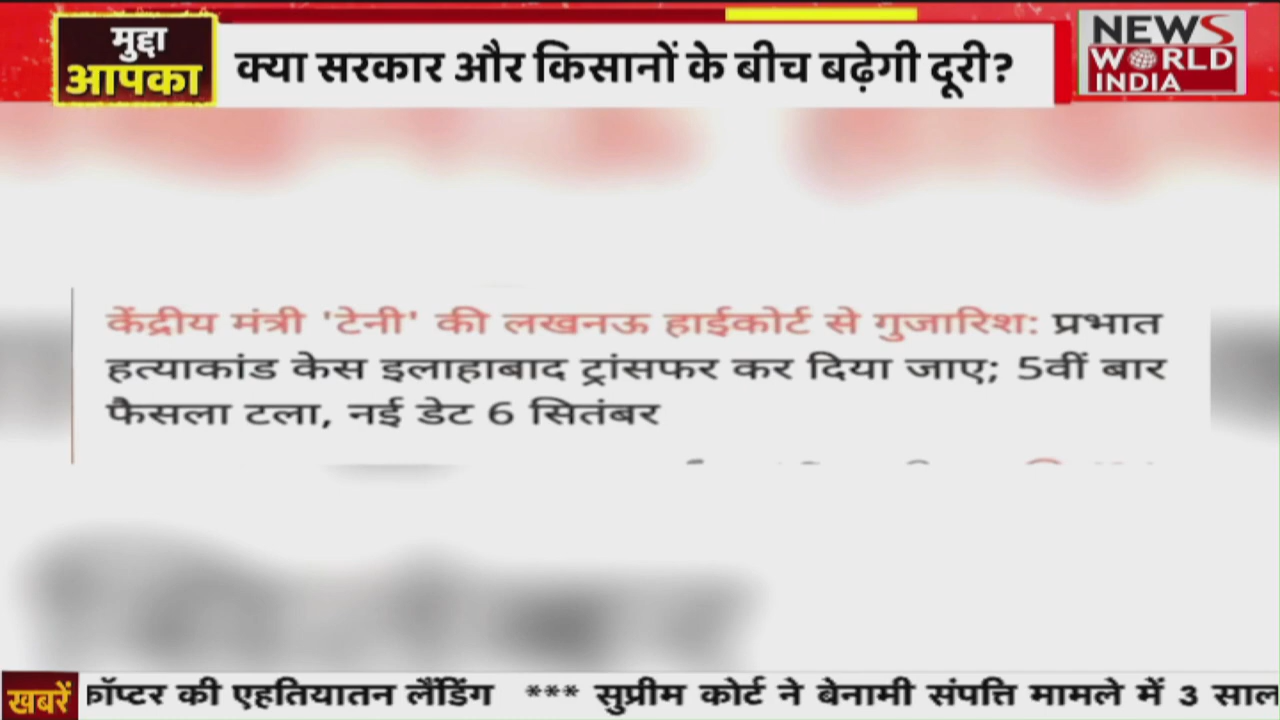 मुद्दा
आपका
क्या सरकार और किसानों के बीच बढ़ेगी दूरी?
NEWS
WORLD
INDIA
केंद्रीय मंत्री 'टेनी' की लखनऊ हाईकोर्ट से गुजारिश: प्रभात
हत्याकांड केस इलाहाबाद ट्रांसफर कर दिया जाए; 5वीं बार
फैसला टला, नई डेट 6 सितंबर
खबरें
कॉप्टर की एहतियातन लैंडिंग *** सुप्रीम कोर्ट ने बेनामी संपत्ति मामले में 3 साल